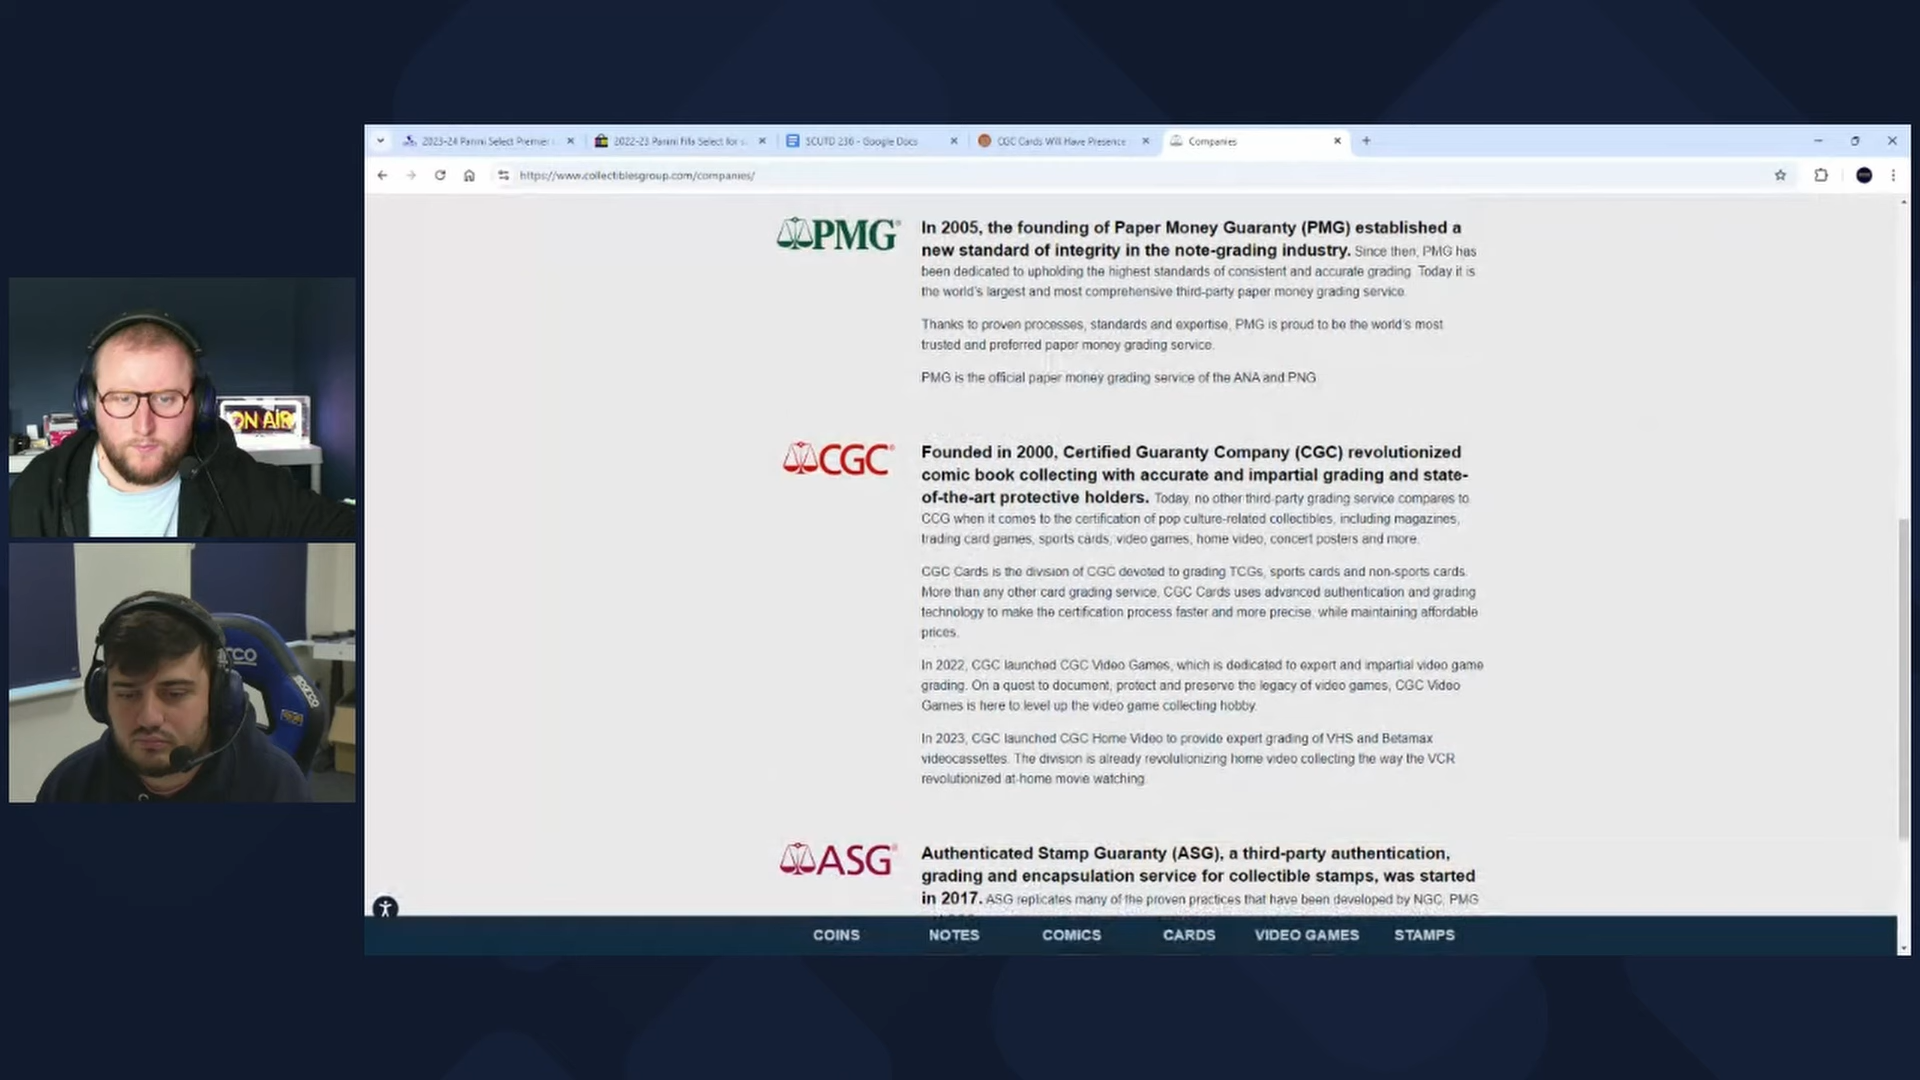 2023-24 Panini Select Premier
2022-23 Panini Fifa Select for s
SCUTD 236 - Google Docs
CGC Cards Will Have Presence
Companies
https://www.collectiblesgroup.com/companies/
PMG
In 2005, the founding of Paper Money Guaranty (PMG) established a
new standard of integrity in the note-grading industry. Since then, PMG has
been dedicated to upholding the highest standards of consistent and accurate grading. Today it is
the world's largest and most comprehensive third-party paper money grading service.
Thanks to proven processes, standards and expertise, PMG is proud to be the world's most
trusted and preferred paper money grading service.
PMG is the official paper money grading service of the ANA and PNG
CGC
Founded in 2000, Certified Guaranty Company (CGC) revolutionized
comic book collecting with accurate and impartial grading and state-
of-the-art protective holders. Today, no other third-party grading service compares to
CCG when it comes to the certification of pop culture-related collectibles, including magazines,
trading card games, sports cards, video games, home video, concert posters and more.
CGC Cards is the division of CGC devoted to grading TCGs, sports cards and non-sports cards.
More than any other card grading service, CGC Cards uses advanced authentication and grading
technology to make the certification process faster and more precise, while maintaining affordable
prices.
In 2022, CGC launched CGC Video Games, which is dedicated to expert and impartial video game
grading. On a quest to document, protect and preserve the legacy of video games, CGC Video
Games is here to level up the video game collecting hobby.
In 2023, CGC launched CGC Home Video to provide expert grading of VHS and Betamax
videocassettes. The division is already revolutionizing home video collecting the way the VCR
revolutionized at-home movie watching.
ASG
Authenticated Stamp Guaranty (ASG), a third-party authentication,
grading and encapsulation service for collectible stamps, was started
in 2017. ASG replicates many of the proven practices that have been developed by NGC, PMG
COINS
NOTES
COMICS
CARDS
VIDEO GAMES
STAMPS
ON AIR